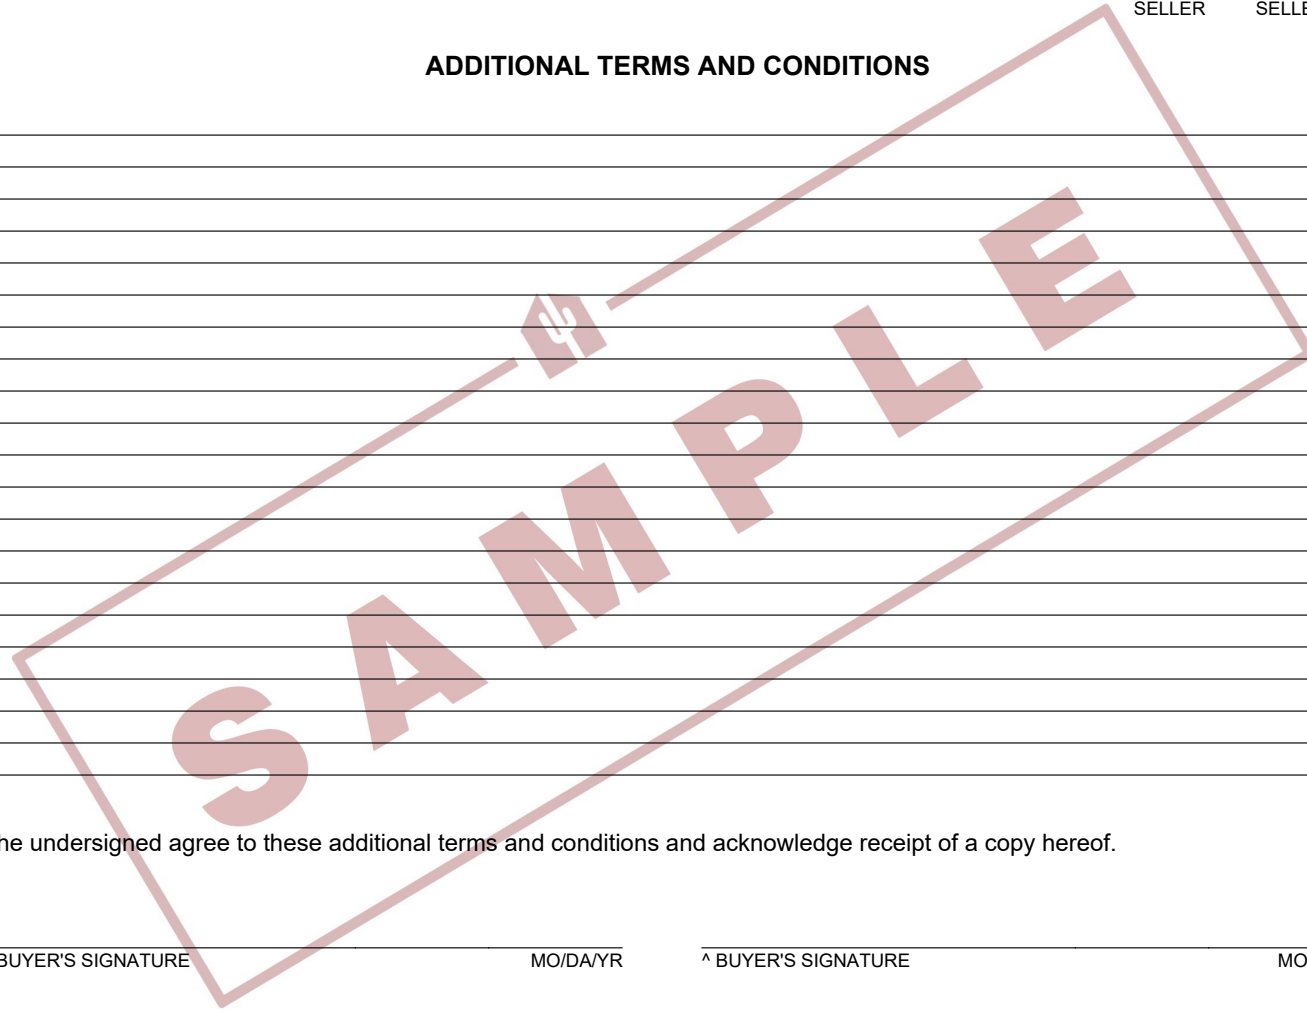 SELLER SELLE
ADDITIONAL TERMS AND CONDITIONS
SAMPLE
he undersigned agree to these additional terms and conditions and acknowledge receipt of a copy hereof.
BUYER'S SIGNATURE MO/DA/YR ^ BUYER'S SIGNATURE MO